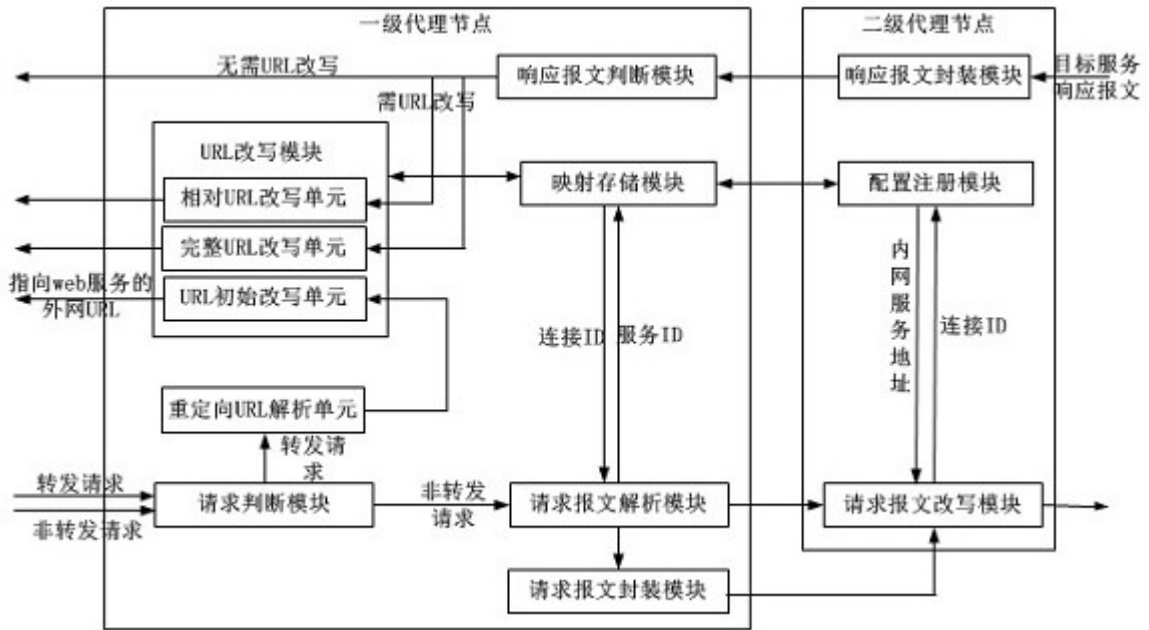 一级代理节点
二级代理节点
无需URL改写
响应报文判断模块
响应报文封装模块
目标服务
响应报文
需URL改写
URL改写模块
相对URL改写单元
完整URL改写单元
URL初始改写单元
映射存储模块
配置注册模块
指向web服务的
外网URL
连接ID
服务ID
内网服务地址
连接ID
重定向URL解析单元
转发请
求
转发请求
非转发请求
请求判断模块
非转发
请求
请求报文解析模块
请求报文改写模块
请求报文封装模块